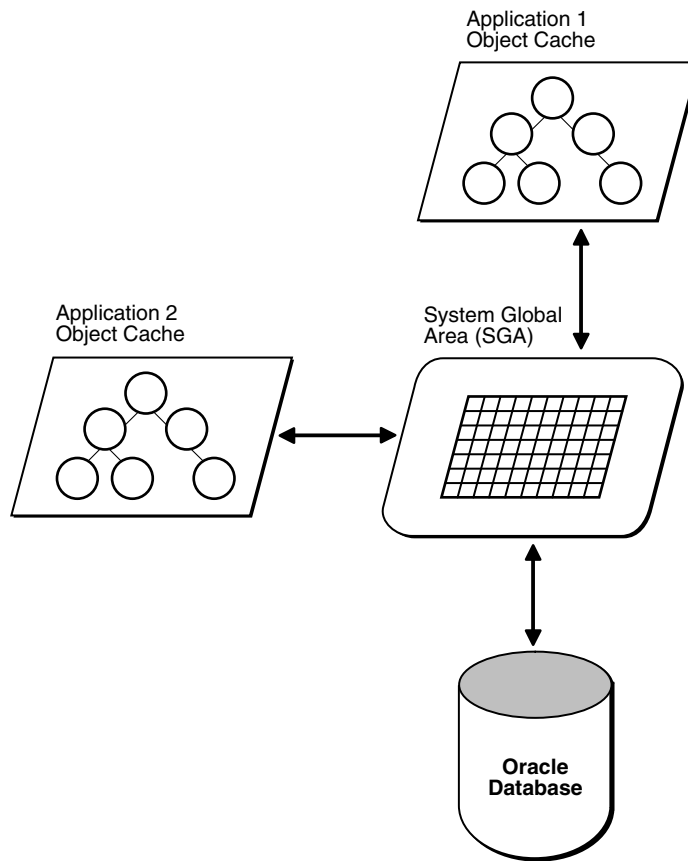 Application 1
Object Cache
Application 2
Object Cache
System Global
Area (SGA)
Oracle
Database